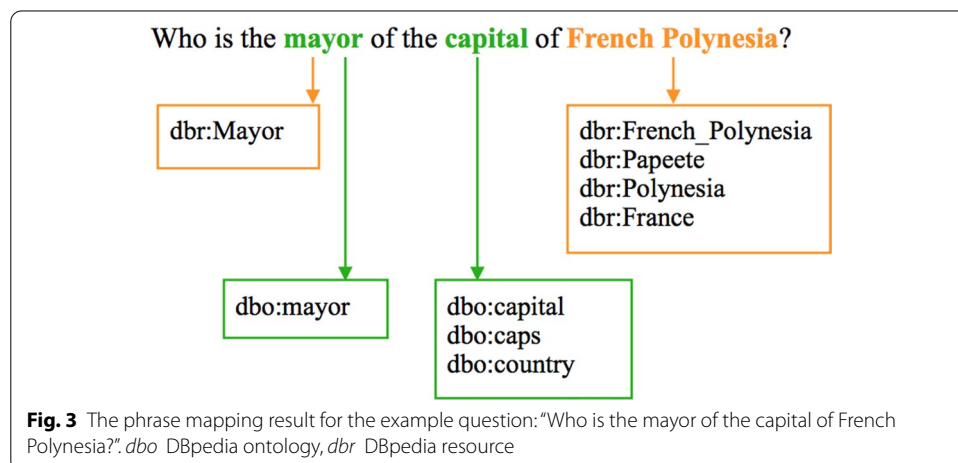 Who is the mayor of the capital of French Polynesia?
dbr:Mayor
dbr:French_Polynesia
dbr:Papeete
dbr:Polynesia
dbr:France
dbo:mayor
dbo:capital
dbo:caps
dbo:country
Fig. 3 The phrase mapping result for the example question: “Who is the mayor of the capital of French
Polynesia?”. dbo DBpedia ontology, dbr DBpedia resource